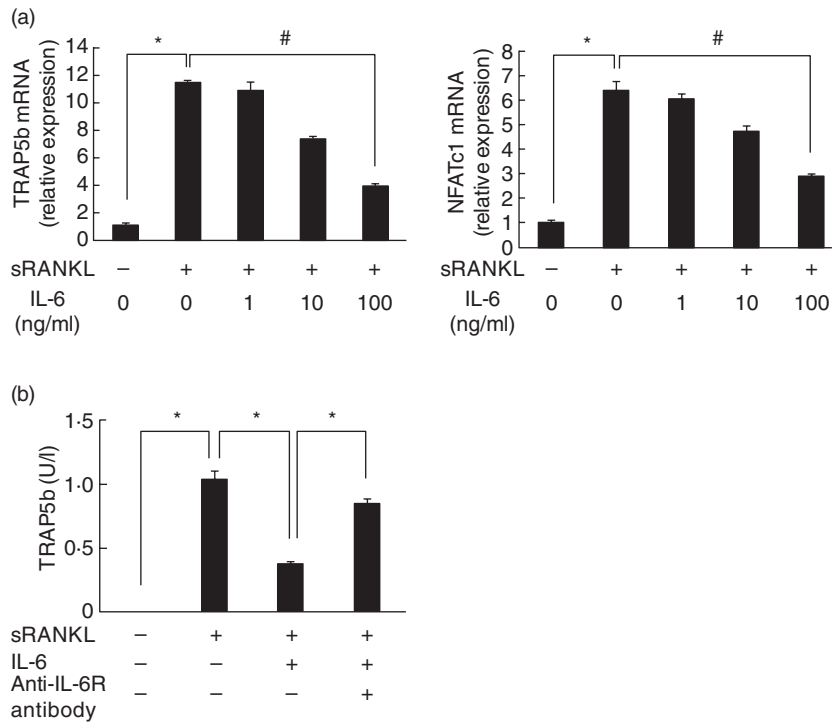 (a)
TRAP5b mRNA
(relative expression)
14
12
10
8
6
4
2
0
*
#
sRANKL – + + + +
IL-6 0 0 1 10 100
(ng/ml)
NFATc1 mRNA
(relative expression)
8
7
6
5
4
3
2
1
0
*
#
sRANKL – + + + +
IL-6 0 0 1 10 100
(ng/ml)
(b)
TRAP5b (U/l)
1·5
1·0
0·5
0
* * *
sRANKL – + + +
IL-6 – – + +
Anti-IL-6R – – – +
antibody